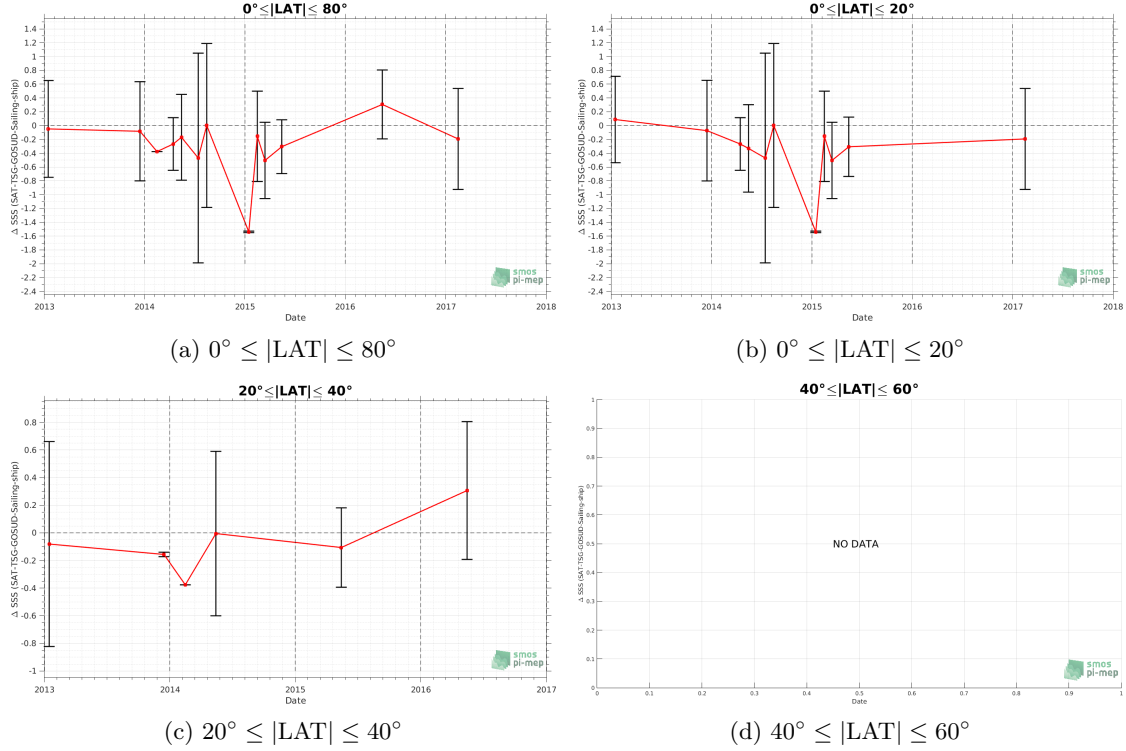 0°≤|LAT|≤ 80°
Δ SSS (SAT-TSG-GOSUD-Sailing-ship)
1.4
1.2
1
0.8
0.6
0.4
0.2
0
-0.2
-0.4
-0.6
-0.8
-1
-1.2
-1.4
-1.6
-1.8
-2
-2.2
-2.4
2013 2014 2015 2016 2017 2018
Date
smos
pi-mep
(a) 0° ≤ |LAT| ≤ 80°
0°≤|LAT|≤ 20°
Δ SSS (SAT-TSG-GOSUD-Sailing-ship)
1.4
1.2
1
0.8
0.6
0.4
0.2
0
-0.2
-0.4
-0.6
-0.8
-1
-1.2
-1.4
-1.6
-1.8
-2
-2.2
-2.4
2013 2014 2015 2016 2017 2018
Date
smos
pi-mep
(b) 0° ≤ |LAT| ≤ 20°
20°≤|LAT|≤ 40°
Δ SSS (SAT-TSG-GOSUD-Sailing-ship)
0.8
0.6
0.4
0.2
0
-0.2
-0.4
-0.6
-0.8
-1
2013 2014 2015 2016 2017
Date
smos
pi-mep
(c) 20° ≤ |LAT| ≤ 40°
40°≤|LAT|≤ 60°
Δ SSS (SAT-TSG-GOSUD-Sailing-ship)
1
0.9
0.8
0.7
0.6
0.5
0.4
0.3
0.2
0.1
0
NO DATA
0 0.1 0.2 0.3 0.4 0.5 0.6 0.7 0.8 0.9 1
Date
smos
pi-mep
(d) 40° ≤ |LAT| ≤ 60°